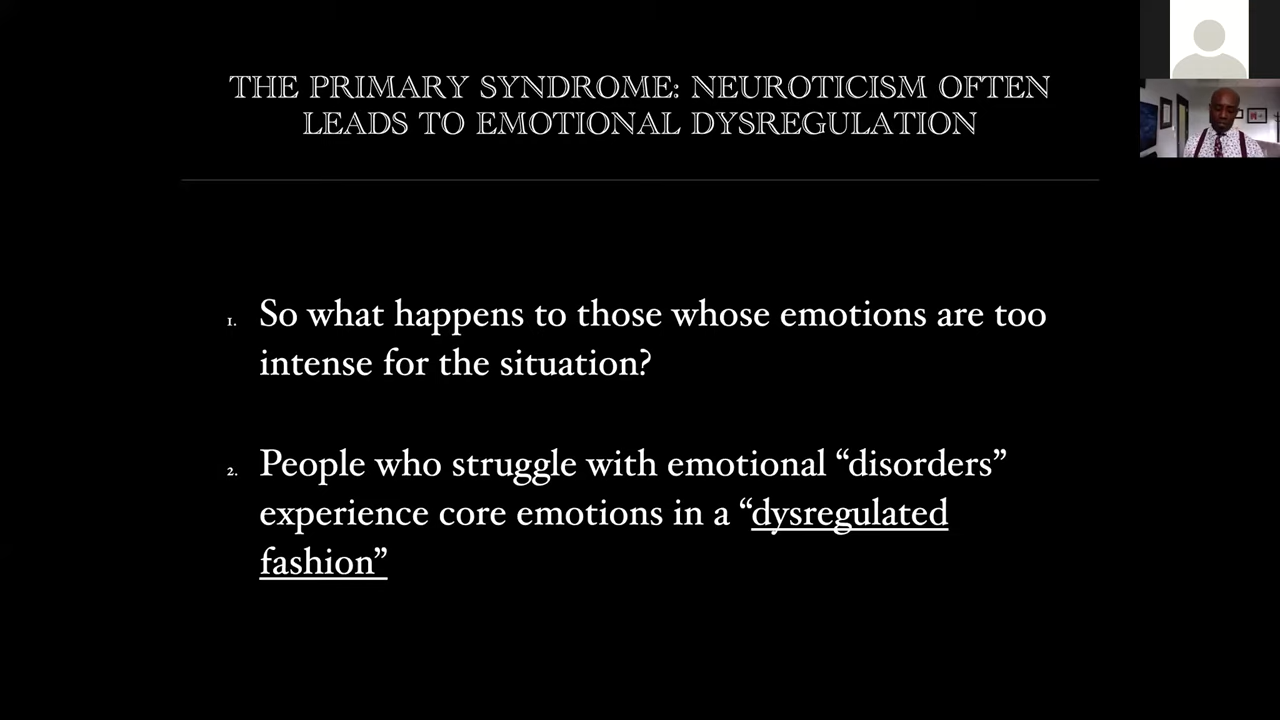 THE PRIMARY SYNDROME: NEUROTICISM OFTEN
LEADS TO EMOTIONAL DYSREGULATION
1. So what happens to those whose emotions are too
intense for the situation?
2. People who struggle with emotional “disorders”
experience core emotions in a “dysregulated
fashion”